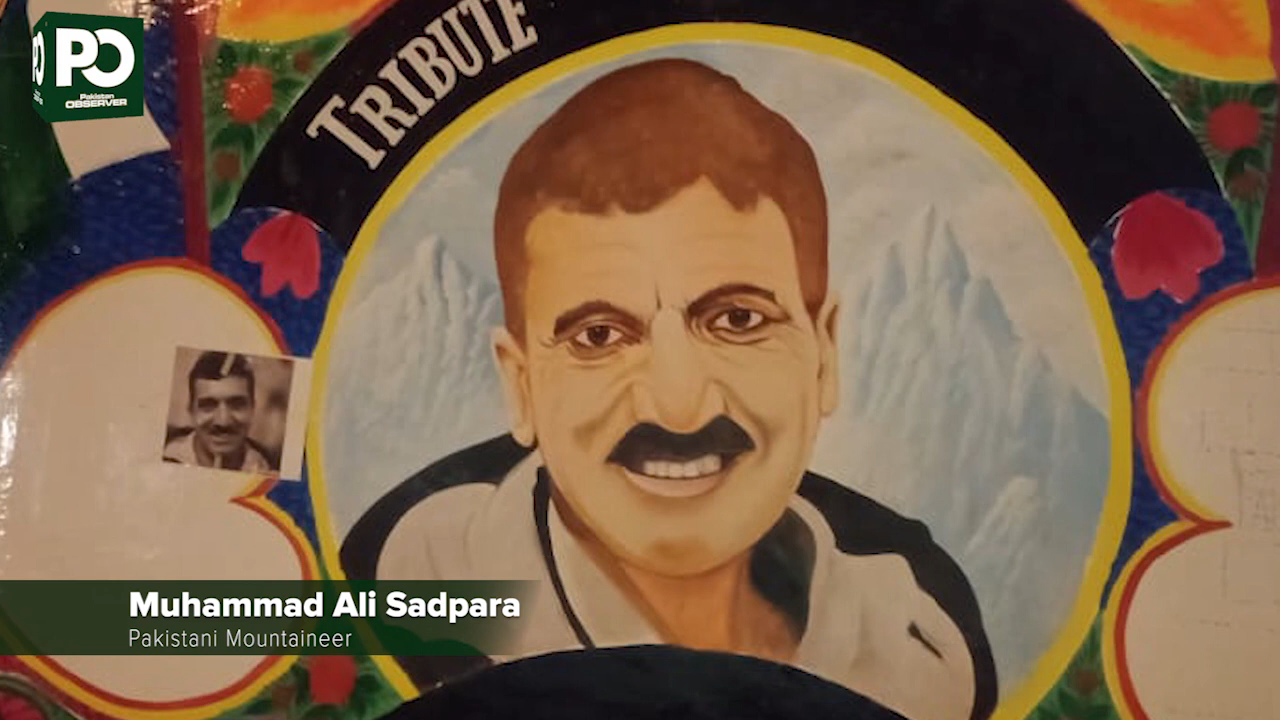 PO
Pakistan
OBSERVER
TRIBUTE
Muhammad Ali Sadpara
Pakistani Mountaineer